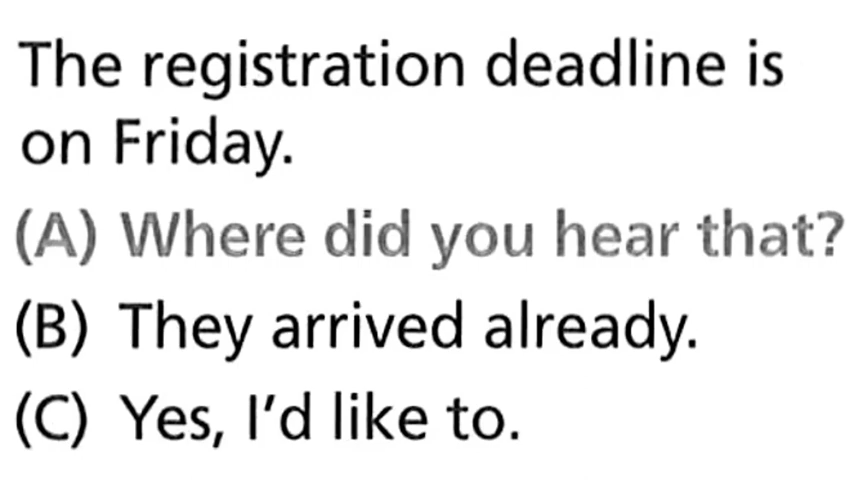 The registration deadline is
on Friday.
(A) Where did you hear that?
(B) They arrived already.
(C) Yes, I'd like to.